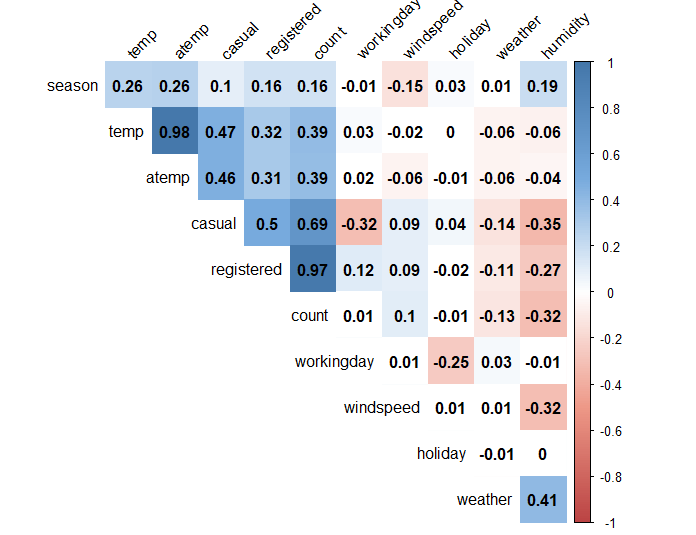 temp atemp casual registered count workingday windspeed holiday weather humidity
season 0.26 0.26 0.1 0.16 0.16 -0.01 -0.15 0.03 0.01 0.19
temp 0.98 0.47 0.32 0.39 0.03 -0.02 0 -0.06 -0.06
atemp 0.46 0.31 0.39 0.02 -0.06 -0.01 -0.06 -0.04
casual 0.5 0.69 -0.32 0.09 0.04 -0.14 -0.35
registered 0.97 0.12 0.09 -0.02 -0.11 -0.27
count 0.01 0.1 -0.01 -0.13 -0.32
workingday 0.01 -0.25 0.03 -0.01
windspeed 0.01 0.01 -0.32
holiday -0.01 0
weather 0.41
1
0.8
0.6
0.4
0.2
0
-0.2
-0.4
-0.6
-0.8
-1